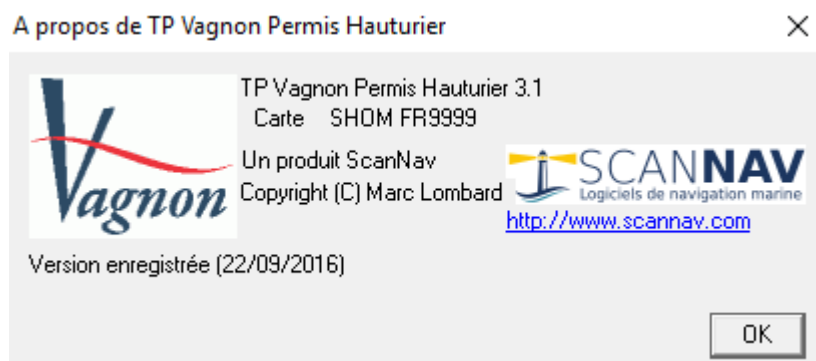 A propos de TP Vagnon Permis Hauturier
TP Vagnon Permis Hauturier 3.1
Carte SHOM FR9999
Vagnon
Un produit ScanNav
Copyright (C) Marc Lombard
SCANNAV
Logiciels de navigation marine
http://www.scannav.com
Version enregistrée (22/09/2016)
OK